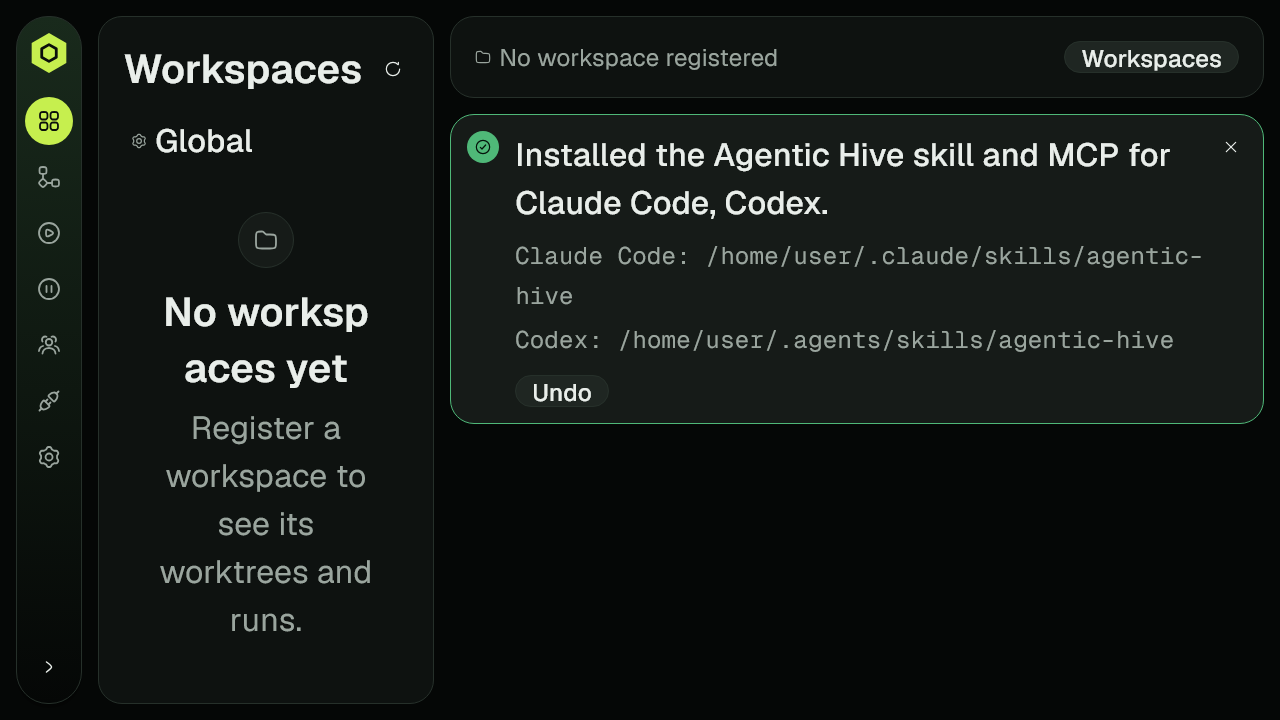 Workspaces
Global
No worksp
aces yet
Register a
workspace to
see its
worktrees and
runs.
No workspace registered
Workspaces
Installed the Agentic Hive skill and MCP for
Claude Code, Codex.
Claude Code: /home/user/.claude/skills/agentic-
hive
Codex: /home/user/.agents/skills/agentic-hive
Undo